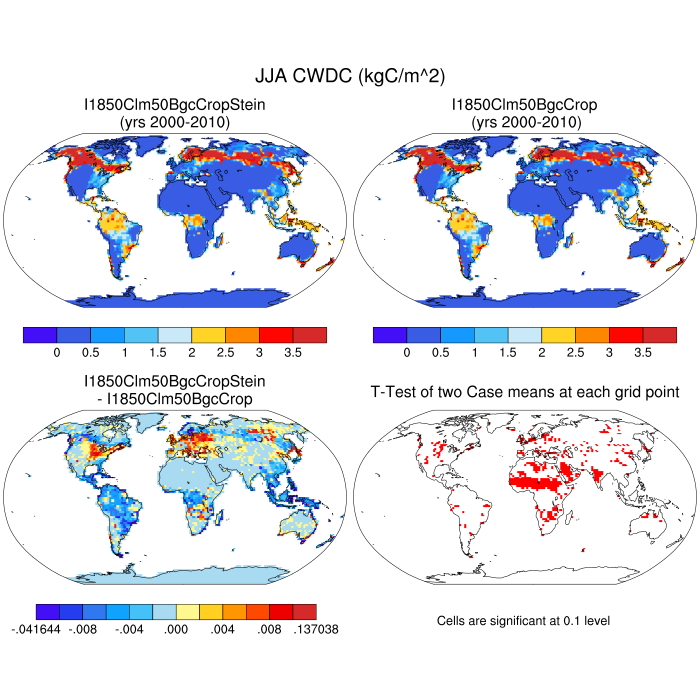 JJA CWDC (kgC/m^2)
I1850Clm50BgcCropStein
(yrs 2000-2010)
I1850Clm50BgcCrop
(yrs 2000-2010)
0 0.5 1 1.5 2 2.5 3 3.5
0 0.5 1 1.5 2 2.5 3 3.5
I1850Clm50BgcCropStein
- I1850Clm50BgcCrop
T-Test of two Case means at each grid point
-.041644 -.008 -.004 .000 .004 .008 .137038
Cells are significant at 0.1 level